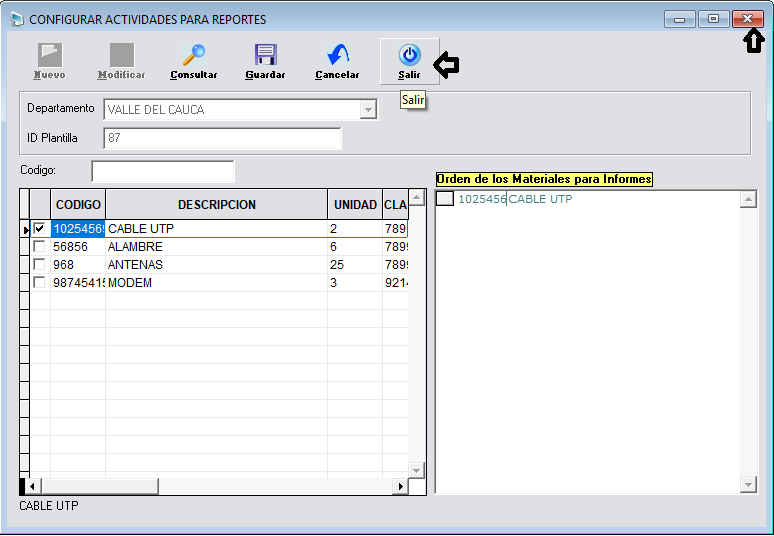 CONFIGURAR ACTIVIDADES PARA REPORTES
Nuevo Modificar Consultar Guardar Cancelar Salir
Salir
Departamento VALLE DEL CAUCA
ID Plantilla 87
Codigo:
Orden de los Materiales para Informes
CODIGO DESCRIPCION UNIDAD CLA
1025456 CABLE UTP 2 789
56856 ALAMBRE 6 789
968 ANTENAS 25 789
98745415 MODEM 3 921
1025456 CABLE UTP
CABLE UTP